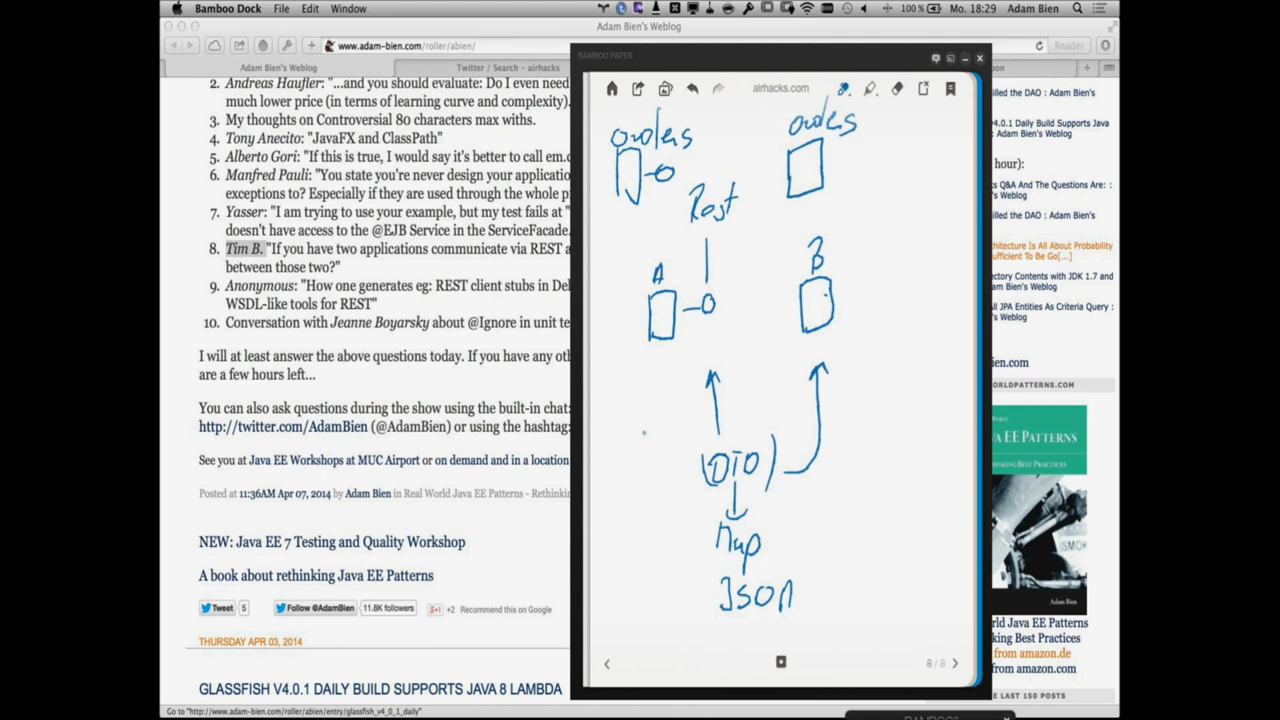 Bamboo Dock File Edit Window
100 % Mo. 18:29 Adam Bien
Adam Bien's Weblog
www.adam-bien.com/roller/abien/
Reader
Adam Bien's Weblog
Twitter / Search - airhacks
2. Andreas Haufler: "...and you should evaluate: Do I even need
much lower price (in terms of learning curve and complexity).
3. My thoughts on Controversial 80 characters max withs.
4. Tony Anecito: "JavaFX and ClassPath"
5. Alberto Gori: "If this is true, I would say it's better to call em.c
6. Manfred Pauli: "You state you're never design your applicatio
exceptions to? Especially if they are used through the whole p
7. Yasser: "I am trying to use your example, but my test fails at "
doesn't have access to the @EJB Service in the ServiceFacade.
8. Tim B. "If you have two applications communicate via REST a
between those two?"
9. Anonymous: "How one generates eg: REST client stubs in Del
WSDL-like tools for REST"
10. Conversation with Jeanne Boyarsky about @Ignore in unit te
I will at least answer the above questions today. If you have any oth
are a few hours left...
You can also ask questions during the show using the built-in chat:
http://twitter.com/AdamBien (@AdamBien) or using the hashtag:
See you at Java EE Workshops at MUC Airport or on demand and in a location
Posted at 11:36AM Apr 07, 2014 by Adam Bien in Real World Java EE Patterns - Rethinkin
NEW: Java EE 7 Testing and Quality Workshop
A book about rethinking Java EE Patterns
Tweet 5 Follow @AdamBien 11.8K followers +2 Recommend this on Google
THURSDAY APR 03, 2014
GLASSFISH V4.0.1 DAILY BUILD SUPPORTS JAVA 8 LAMBDA
Go to "http://www.adam-bien.com/roller/abien/entry/glassfish_v4_0_1_daily"
BAMBOO PAPER
airhacks.com
orders
orders
Rest
A
B
DTO
Map
JSON
8 / 8
illed the DAO : Adam Bien's
v4.0.1 Daily Build Supports Java
: Adam Bien's Weblog
hour):
s Q&A And The Questions Are: :
's Weblog
illed the DAO : Adam Bien's
chitecture Is All About Probability
ufficient To Be Go[...]
ectory Contents with JDK 1.7 and
am Bien's Weblog
ll JPA Entities As Criteria Query :
's Weblog
ien.com
ORLDPATTERNS.COM
WORLD
VA EE PATTERNS
HINKING BEST PRACTICES
Adam Bien
rld Java EE Patterns
king Best Practices
from amazon.de
om amazon.com
E LAST 150 POSTS